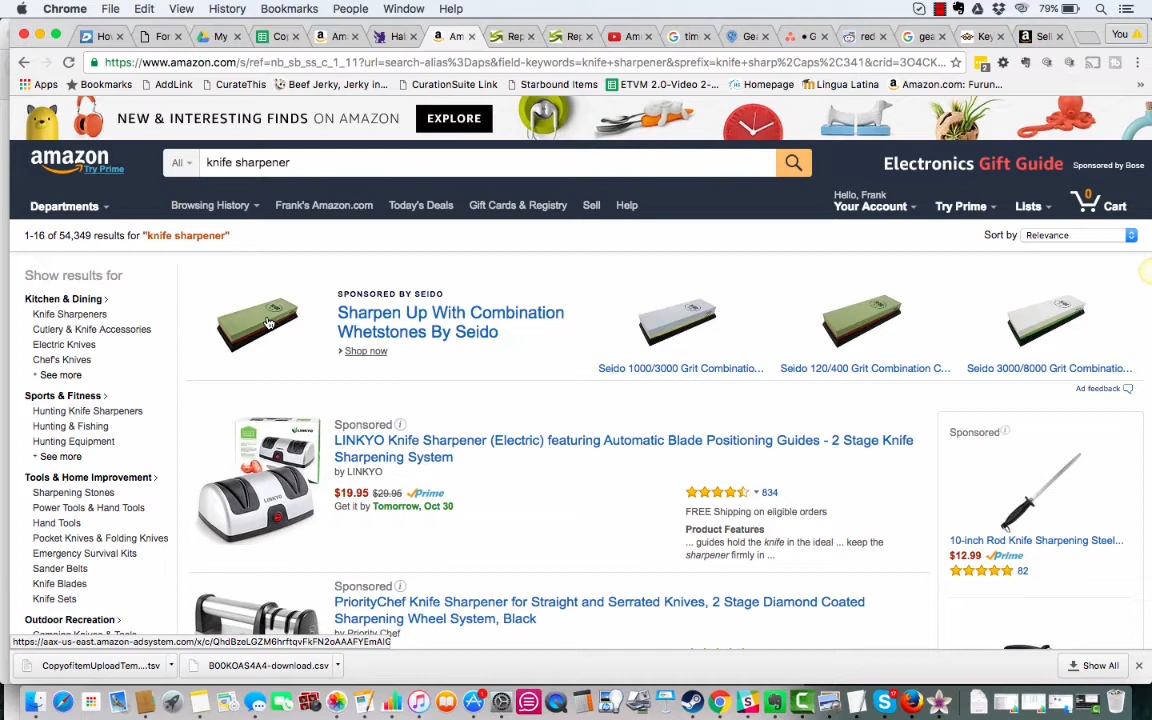 Chrome File Edit View History Bookmarks People Window Help 79%
Hov For My Cop Am Hal Am Rep Rep Am tim Gea G red gea Key Sell You
https://www.amazon.com/s/ref=nb_sb_ss_c_1_11?url=search-alias%3Daps&field-keywords=knife+sharpener&sprefix=knife+sharp%2Caps%2C341&crid=3O4CK...
Apps Bookmarks AddLink CurateThis Beef Jerky, Jerky in... CurationSuite Link Starbound Items ETVM 2.0-Video 2-... Homepage Lingua Latina Amazon.com: Furun... »
NEW & INTERESTING FINDS ON AMAZON EXPLORE
amazon Try Prime
All knife sharpener
Electronics Gift Guide Sponsored by Bose
Departments Browsing History Frank's Amazon.com Today's Deals Gift Cards & Registry Sell Help
Hello, Frank
Your Account Try Prime Lists 0 Cart
1-16 of 54,349 results for "knife sharpener"
Sort by Relevance
Show results for
Kitchen & Dining ›
Knife Sharpeners
Cutlery & Knife Accessories
Electric Knives
Chef's Knives
+ See more
Sports & Fitness ›
Hunting Knife Sharpeners
Hunting & Fishing
Hunting Equipment
+ See more
Tools & Home Improvement ›
Sharpening Stones
Power Tools & Hand Tools
Hand Tools
Pocket Knives & Folding Knives
Emergency Survival Kits
Sander Belts
Knife Blades
Knife Sets
Outdoor Recreation ›
Camping Knives & Tools
SPONSORED BY SEIDO
Sharpen Up With Combination
Whetstones By Seido
› Shop now
Seido 1000/3000 Grit Combinatio...
Seido 120/400 Grit Combination C...
Seido 3000/8000 Grit Combinatio...
Ad feedback
Sponsored
LINKYO Knife Sharpener (Electric) featuring Automatic Blade Positioning Guides - 2 Stage Knife
Sharpening System
by LINKYO
$19.95 $29.95 Prime
Get it by Tomorrow, Oct 30
834
FREE Shipping on eligible orders
Product Features
... guides hold the knife in the ideal ... keep the
sharpener firmly in ...
LINKYO
Sponsored
PriorityChef Knife Sharpener for Straight and Serrated Knives, 2 Stage Diamond Coated
Sharpening Wheel System, Black
by Priority Chef
Sponsored
10-inch Rod Knife Sharpening Steel...
$12.99 Prime
82
https://aax-us-east.amazon-adsystem.com/x/c/QhdBzeLGZM6hrftqvFkFN2oAAAFYEmAlG
CopyofItemUploadTem....tsv
B00KOAS4A4-download.csv
Show All